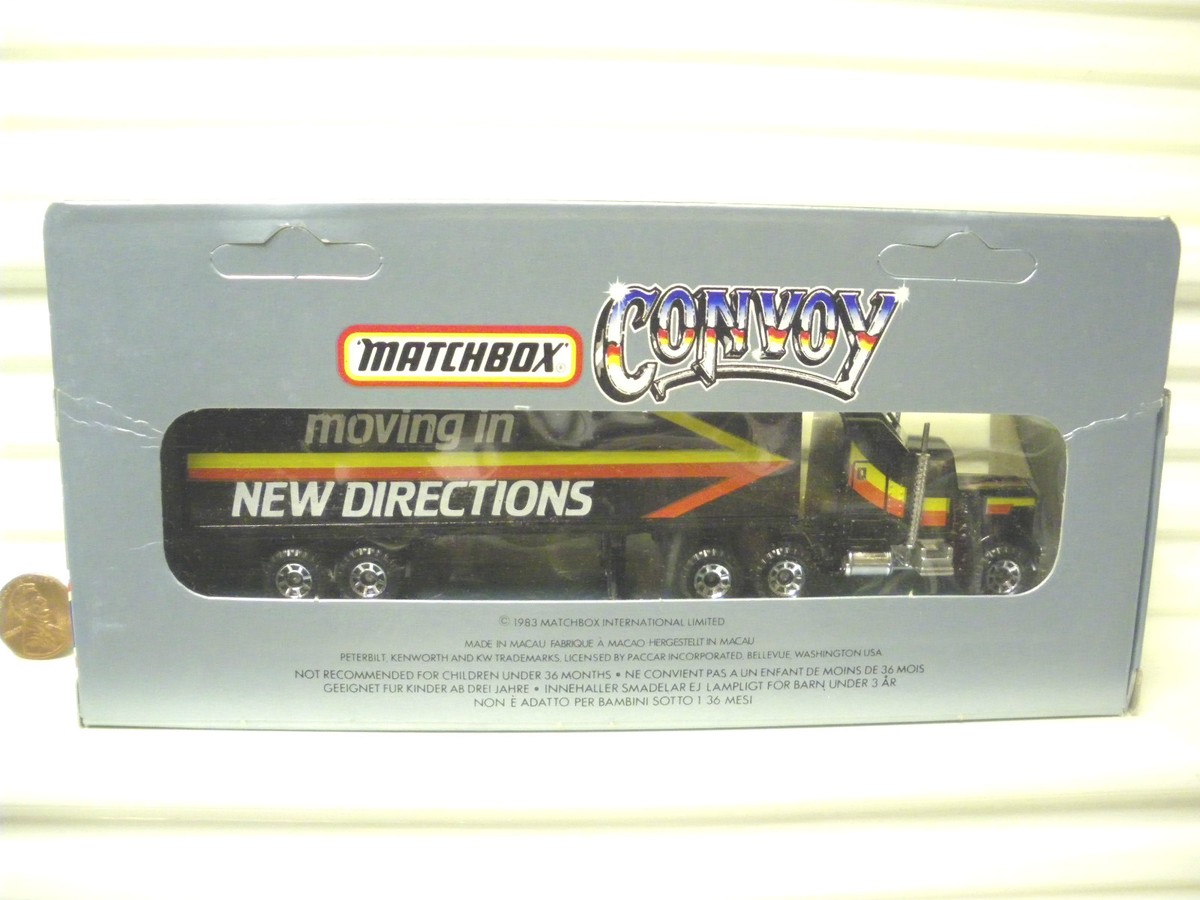 CONVOY
MATCHBOX®
moving in
NEW DIRECTIONS
© 1983 MATCHBOX INTERNATIONAL LIMITED
MADE IN MACAU FABRIQUE À MACAO HERGESTELLT IN MACAU
PETERBILT, KENWORTH AND KW TRADEMARKS, LICENSED BY PACCAR INCORPORATED, BELLEVUE, WASHINGTON USA
NOT RECOMMENDED FOR CHILDREN UNDER 36 MONTHS • NE CONVIENT PAS A UN ENFANT DE MOINS DE 36 MOIS
GEEIGNET FUR KINDER AB DREI JAHRE • INNEHALLER SMADELAR EJ LAMPLIGT FOR BARN UNDER 3 ÅR
NON È ADATTO PER BAMBINI SOTTO I 36 MESI